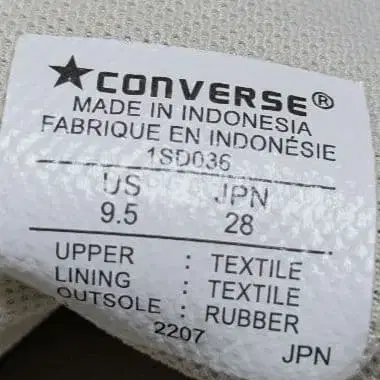 ★CONVERSE®
MADE IN INDONESIA
FABRIQUE EN INDONÉSIE
1SD036
US JPN
9.5 28
UPPER : TEXTILE
LINING : TEXTILE
OUTSOLE : RUBBER
2207
JPN